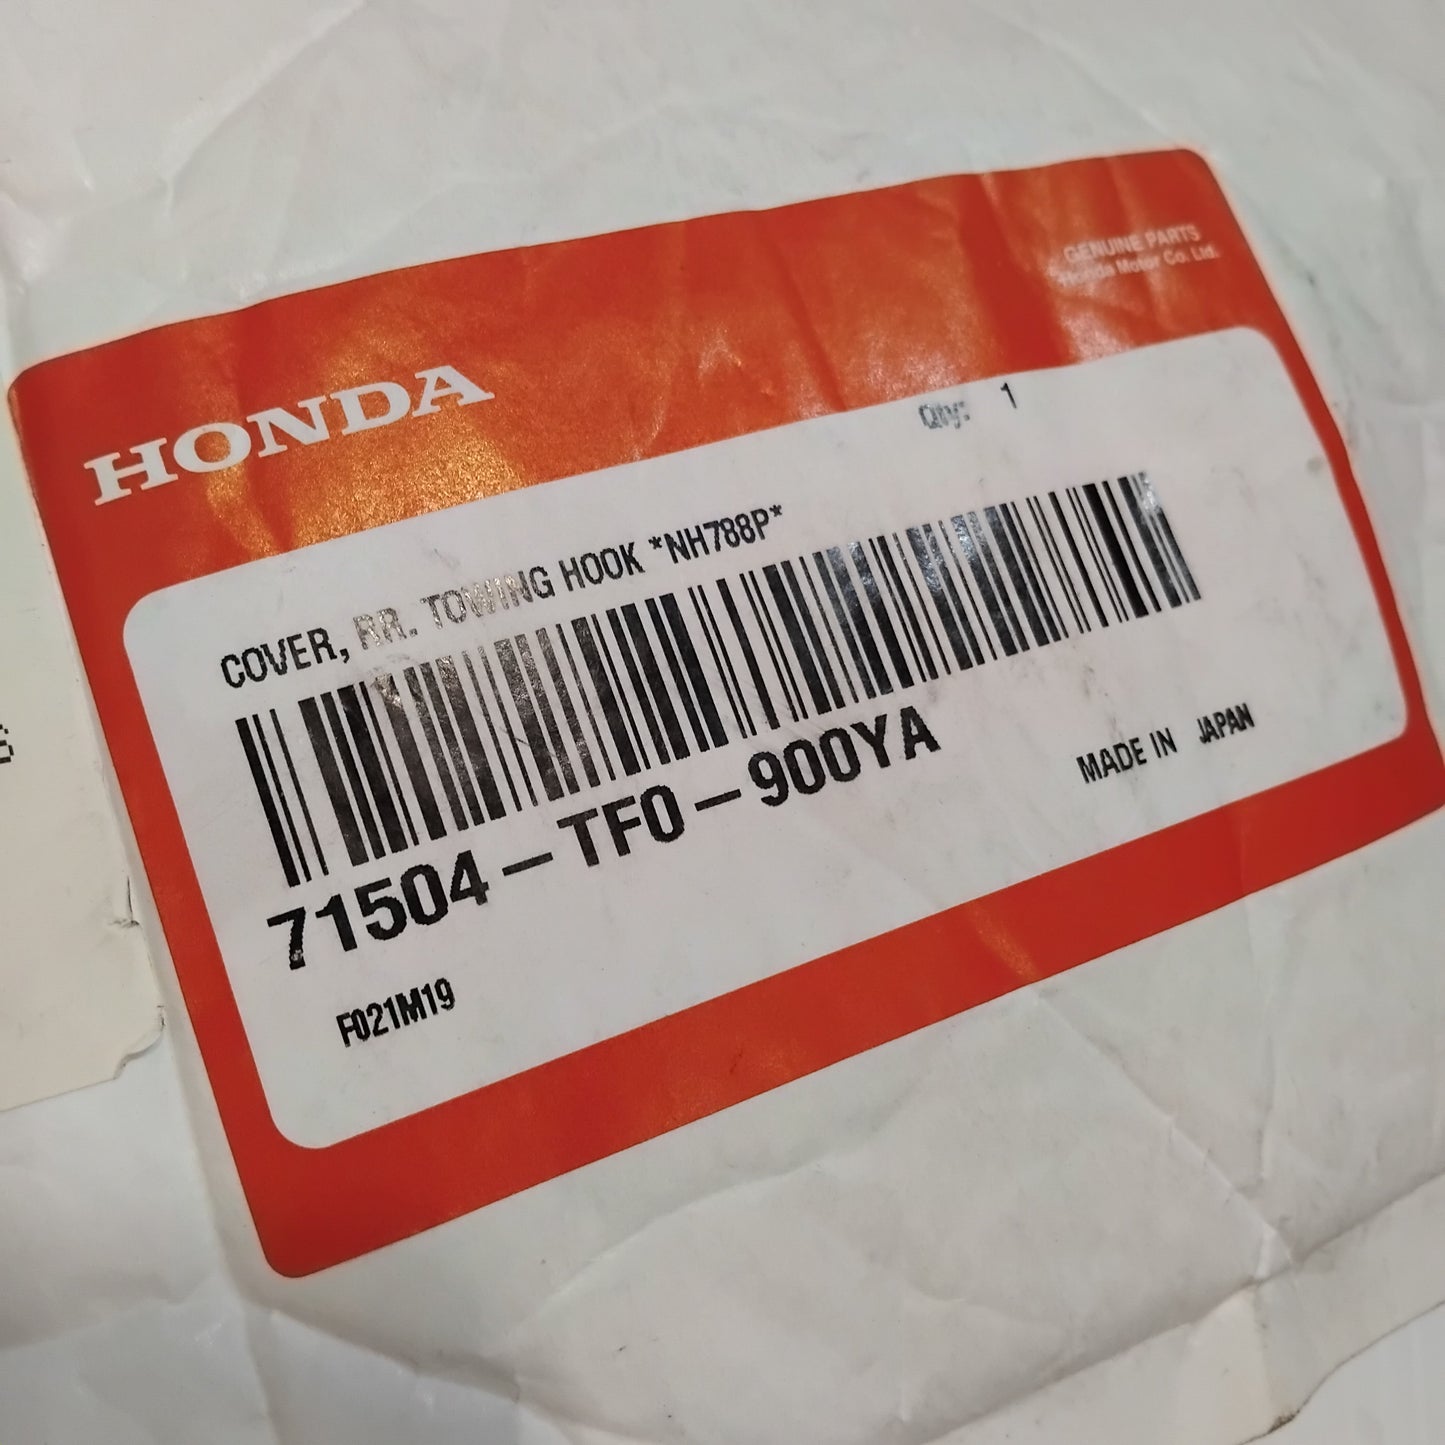 GENUINE PARTS
Honda Motor Co. Ltd.
HONDA
Qty: 1
COVER, RR. TOWING HOOK *NH788P*
71504-TF0-900YA
MADE IN JAPAN
F021M19